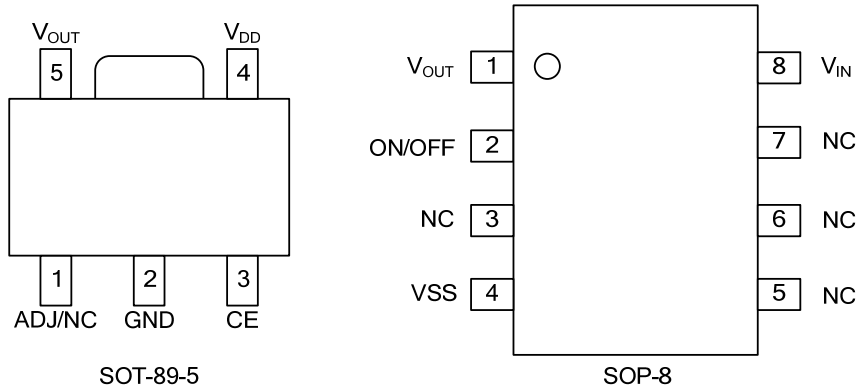 VOUT VDD
5 4
1 2 3
ADJ/NC GND CE
SOT-89-5
VOUT 1 8 VIN
ON/OFF 2 7 NC
NC 3 6 NC
VSS 4 5 NC
SOP-8